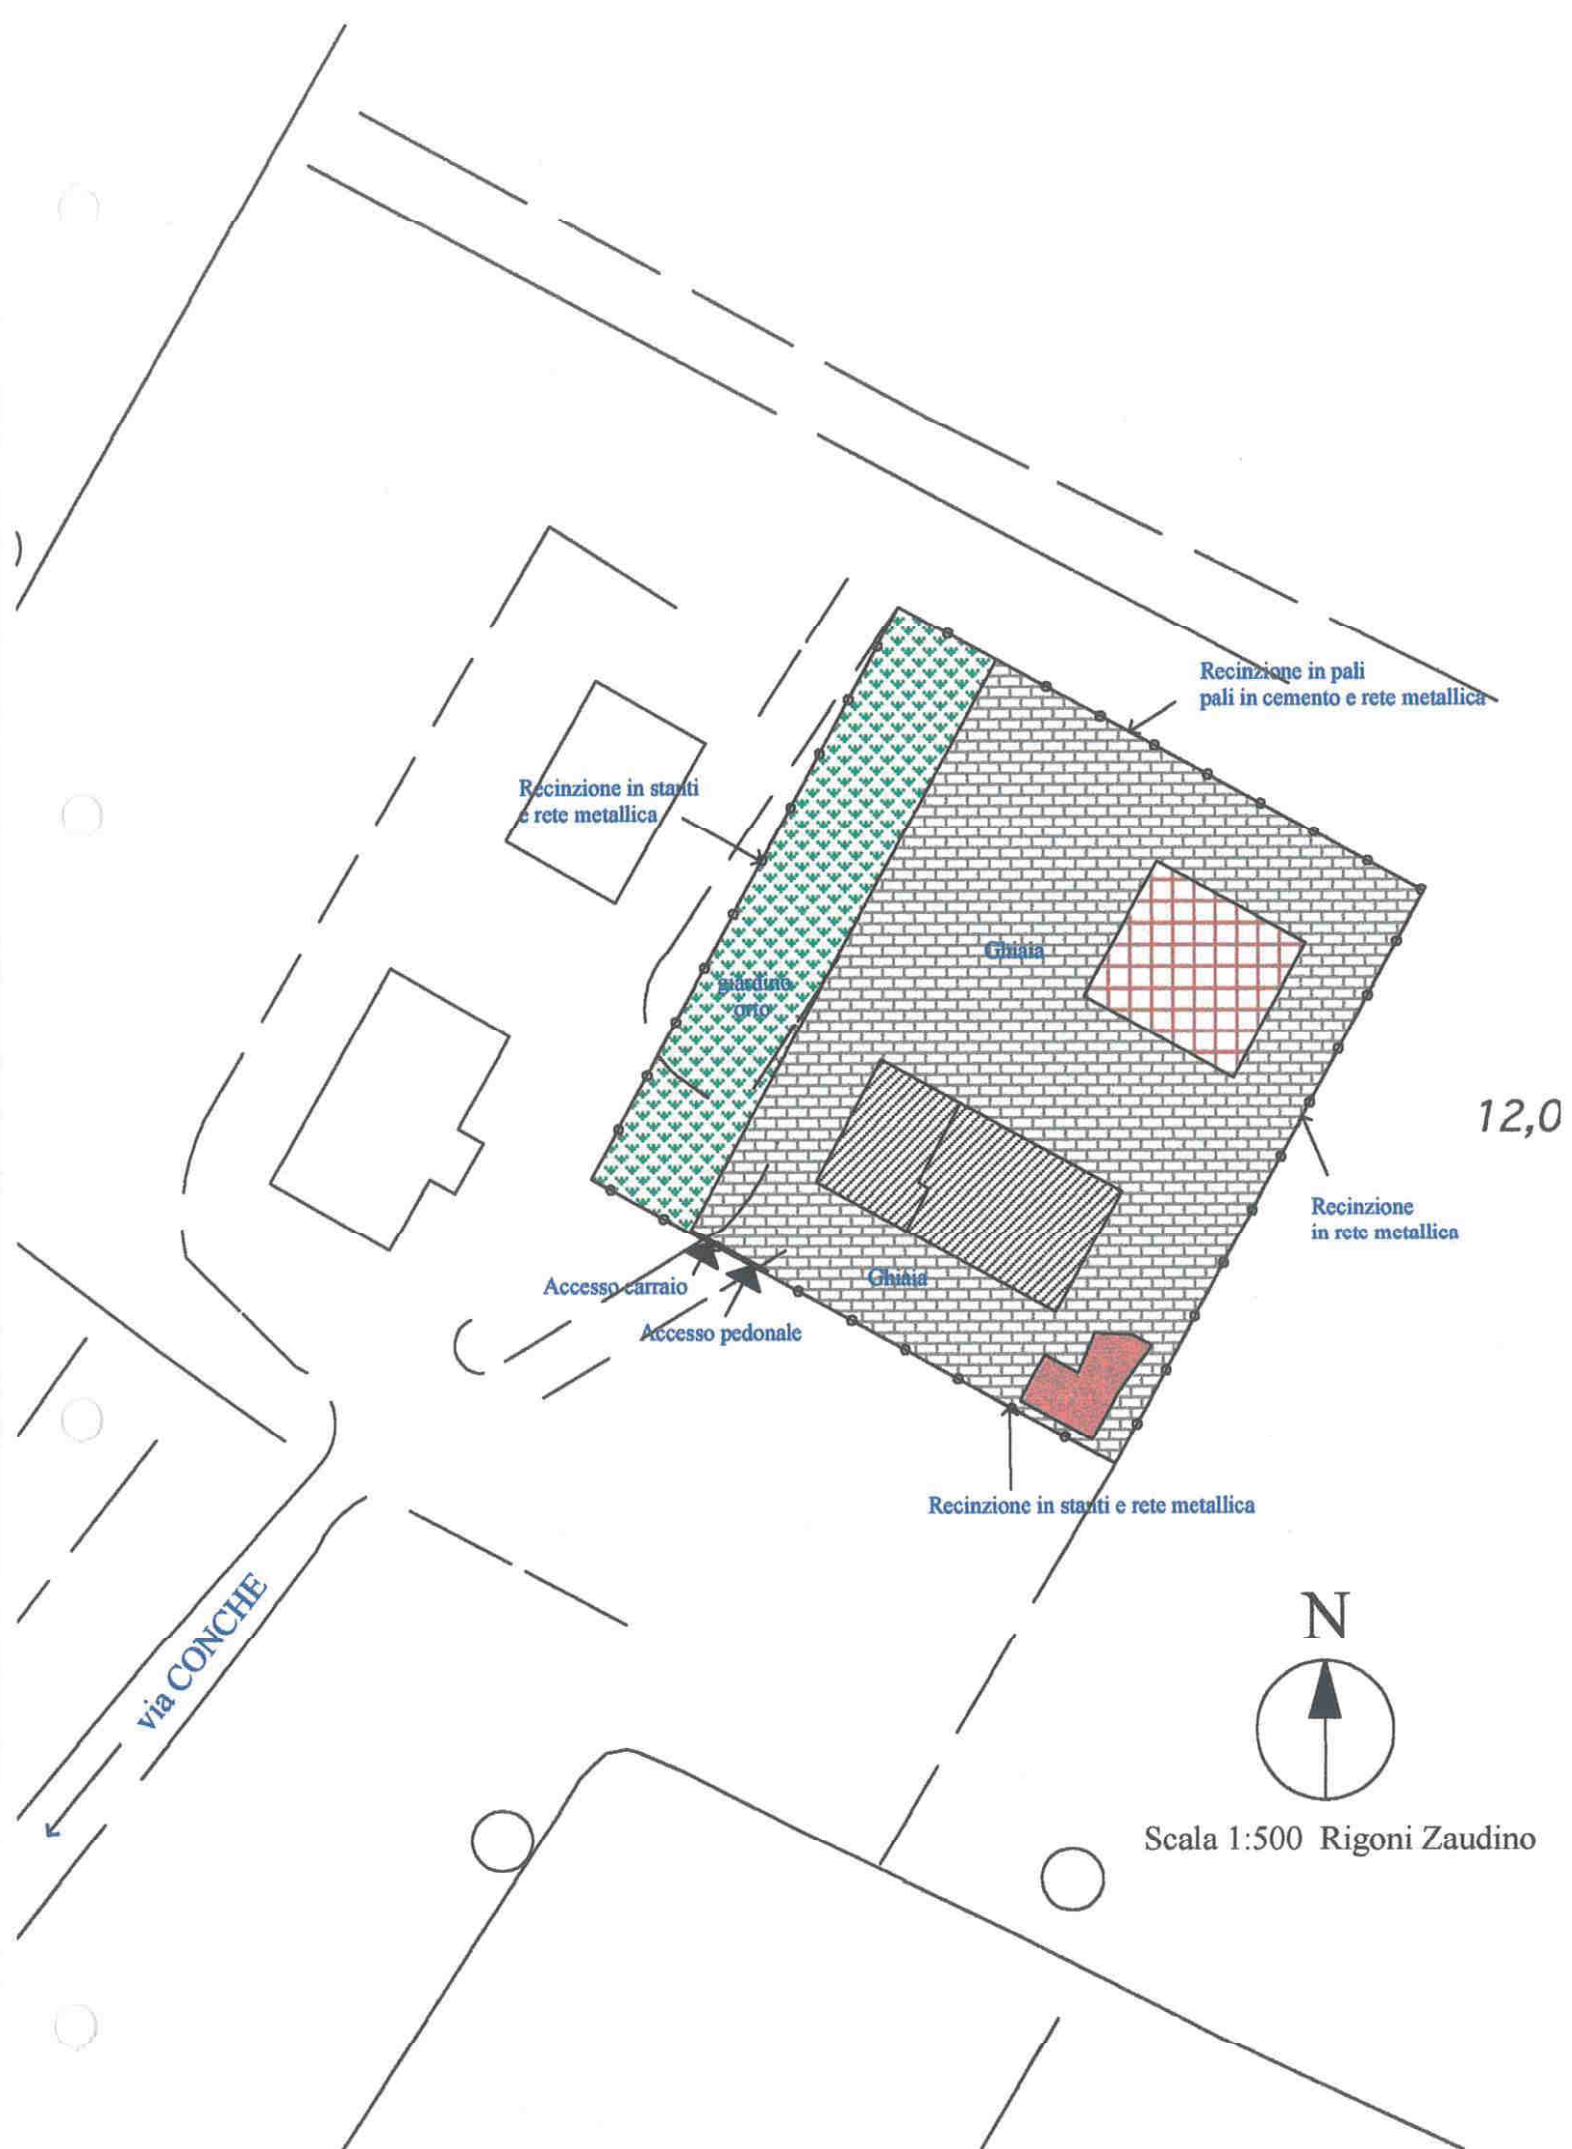 Recinzione in pali
pali in cemento e rete metallica
Recinzione in stanti
e rete metallica
Ghiaia
giardino
orto
12,0
Recinzione
in rete metallica
Accesso carraio
Ghiaia
Accesso pedonale
Recinzione in stanti e rete metallica
via CONCHE
N
Scala 1:500 Rigoni Zaudino